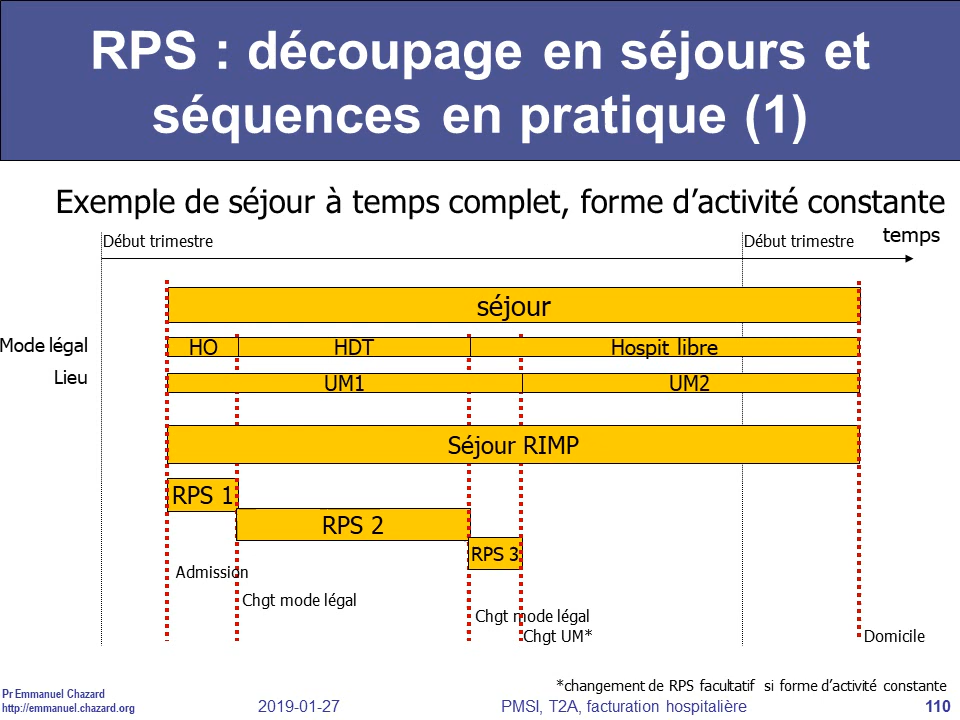 RPS : découpage en séjours et
séquences en pratique (1)
Exemple de séjour à temps complet, forme d’activité constante
Début trimestre
Début trimestre
temps
séjour
Mode légal
HO
HDT
Hospit libre
Lieu
UM1
UM2
Séjour RIMP
RPS 1
RPS 2
RPS 3
Admission
Chgt mode légal
Chgt mode légal
Chgt UM*
Domicile
*changement de RPS facultatif si forme d’activité constante
Pr Emmanuel Chazard
http://emmanuel.chazard.org
2019-01-27
PMSI, T2A, facturation hospitalière
110